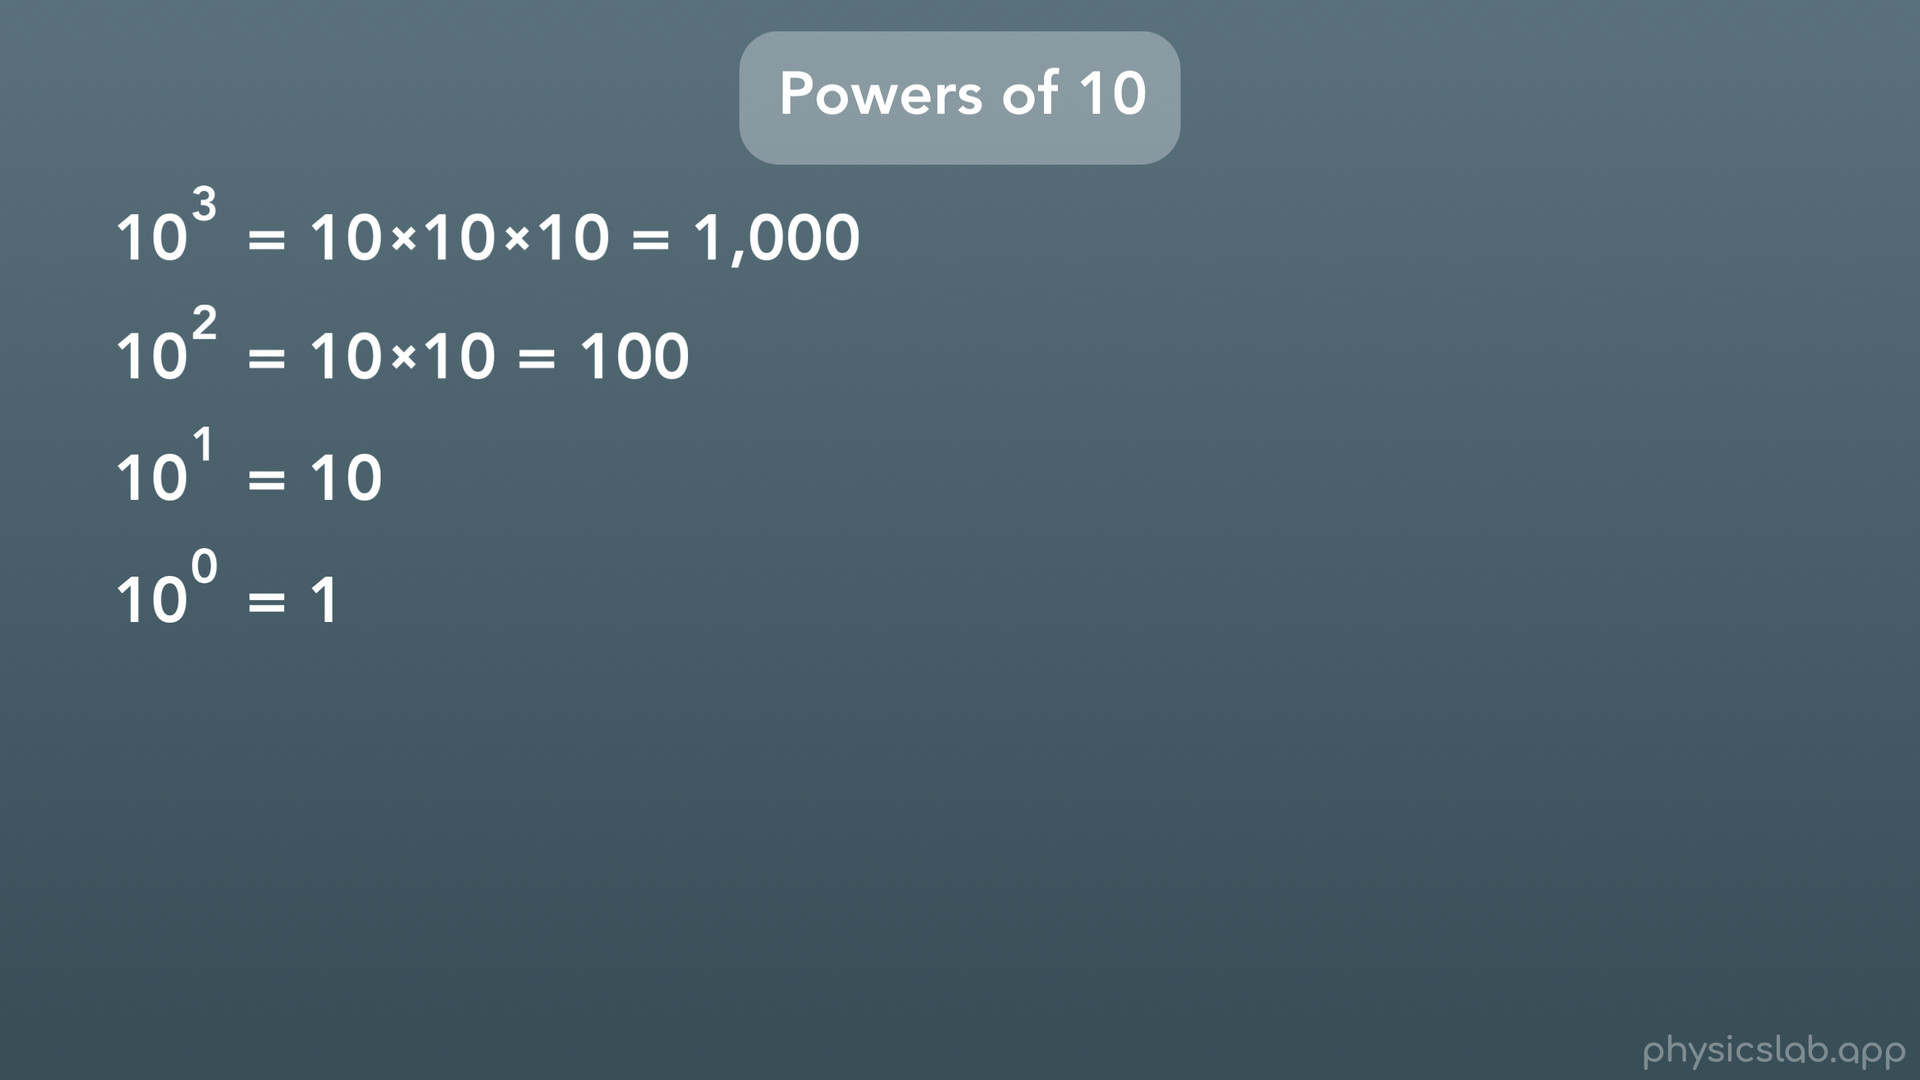 Powers of 10
10³ = 10×10×10 = 1,000
10² = 10×10 = 100
10¹ = 10
10⁰ = 1
physicslab.app